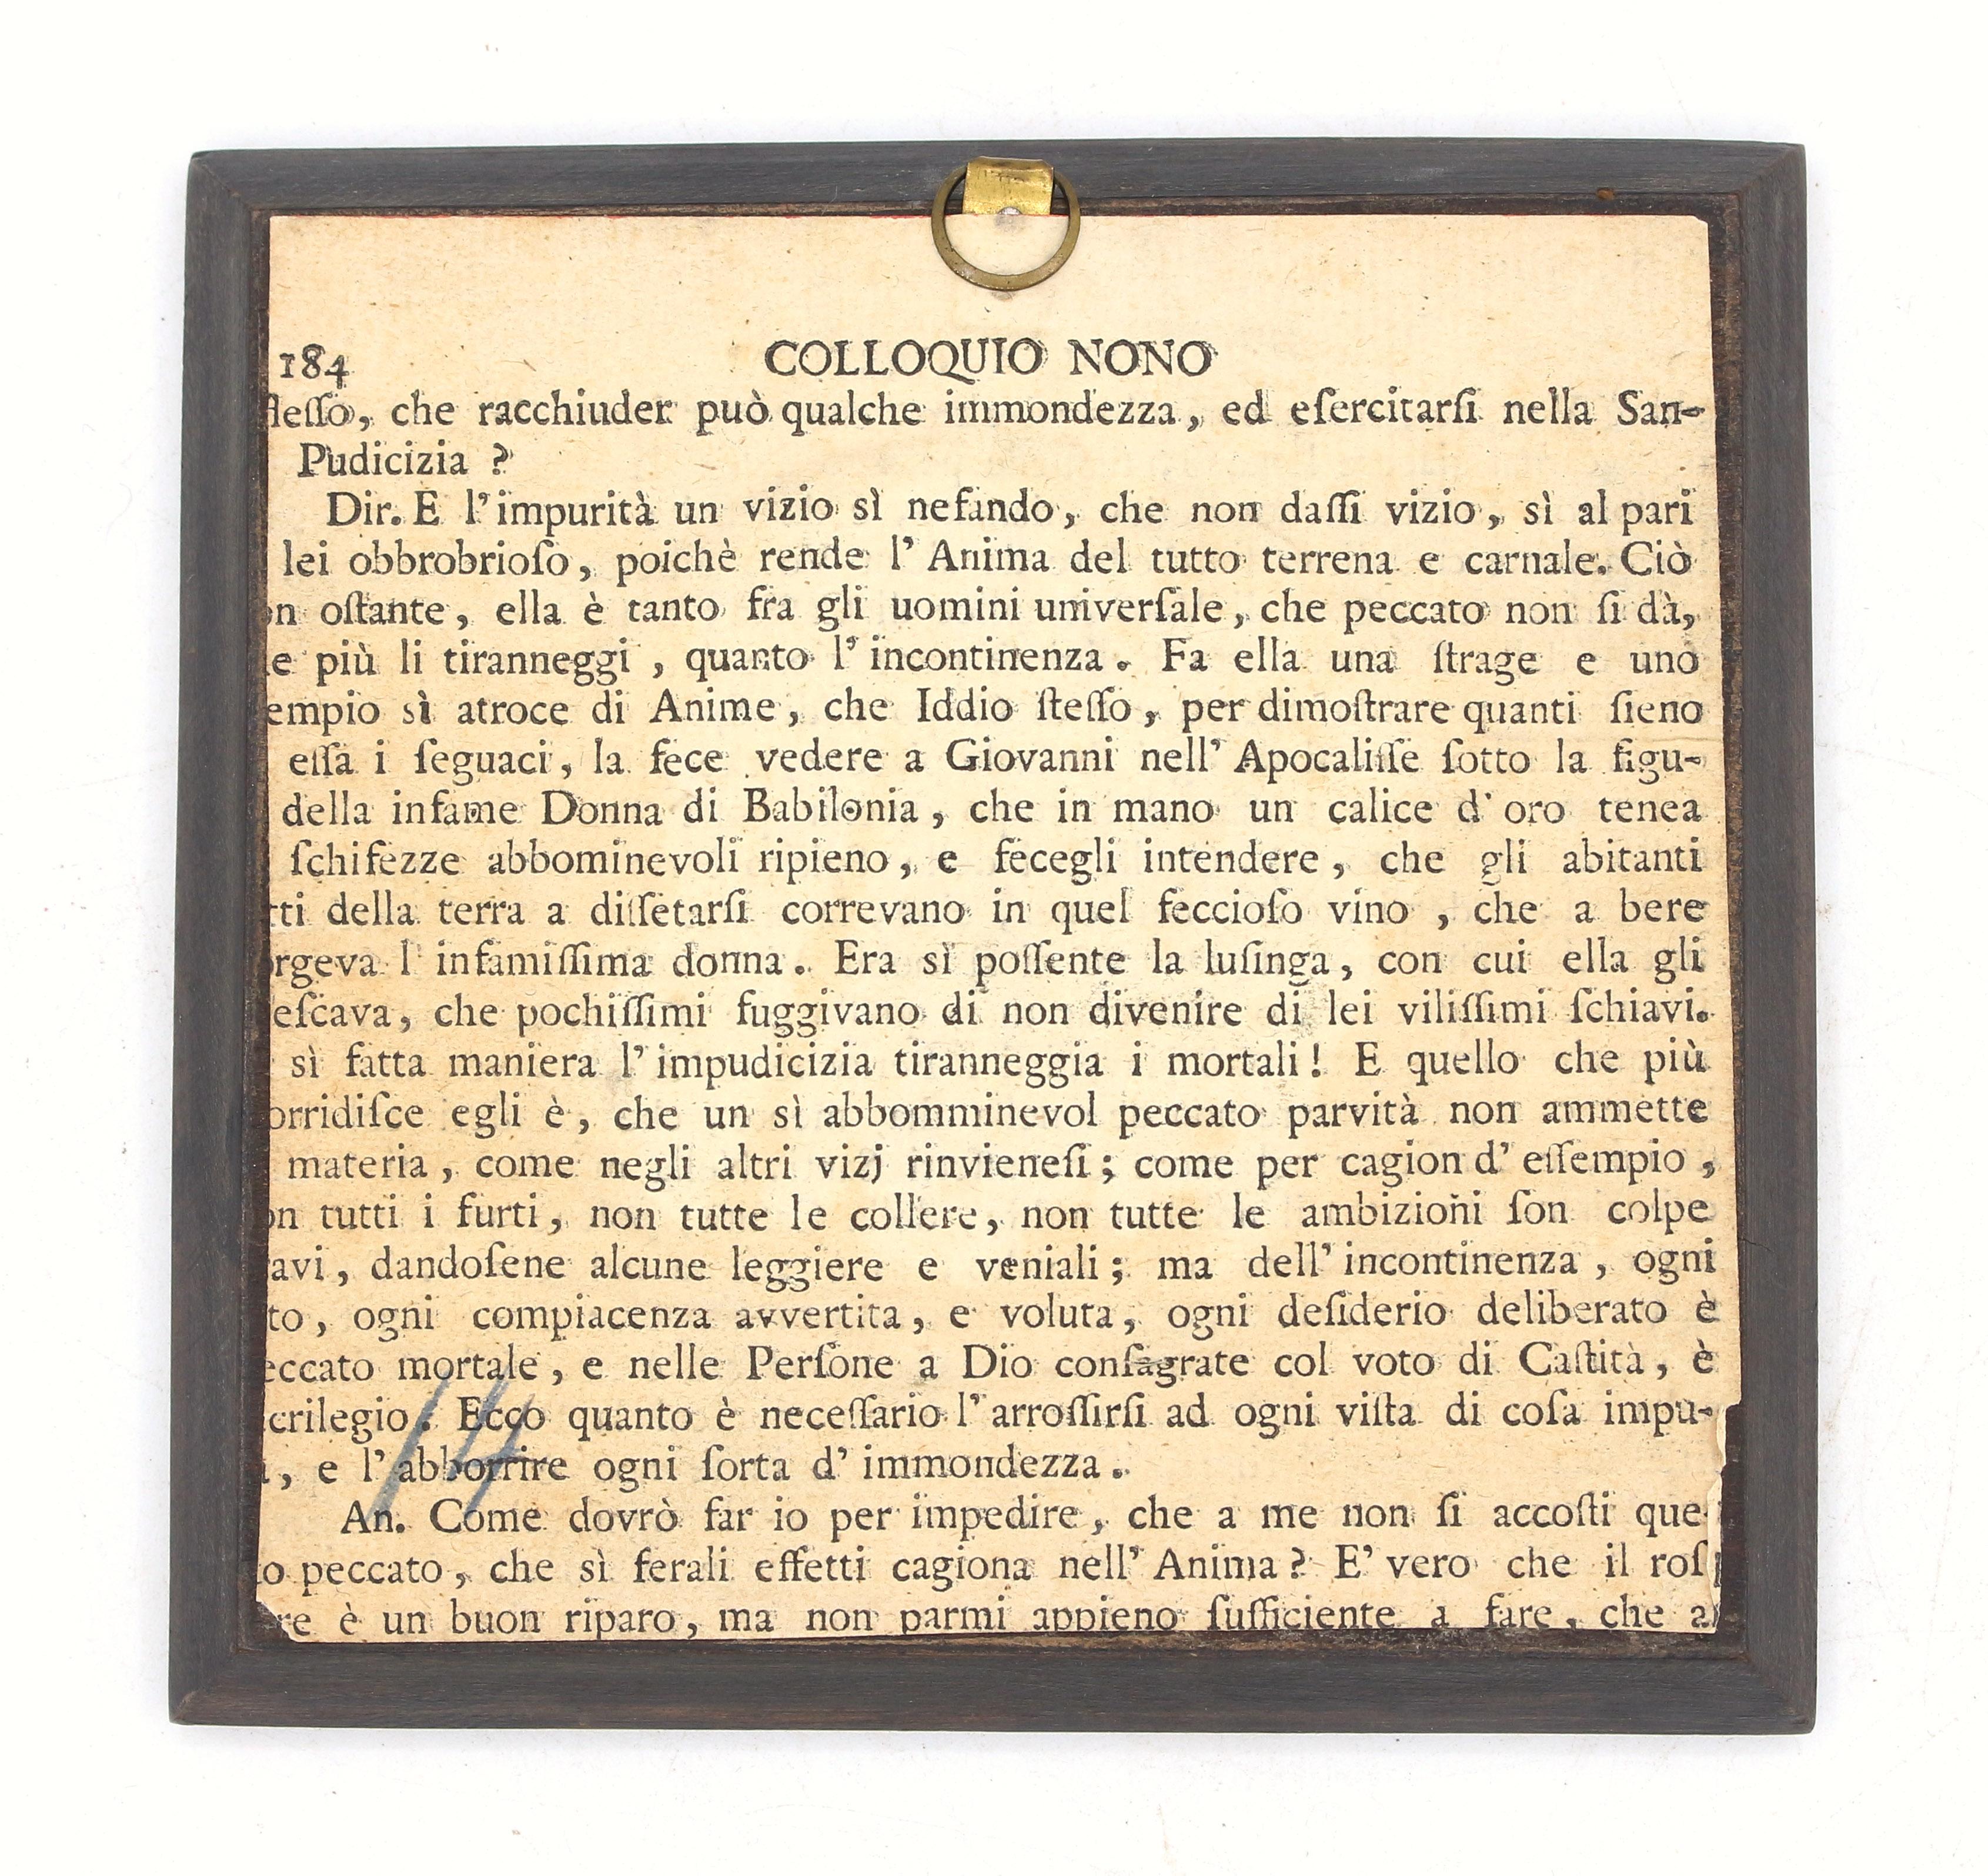 184 COLLOQUIO NONO
ſteſſo, che racchiuder può qualche immondezza, ed eſercitarſi nella San-
Pudicizia ?
Dir. E l'impurità un vizio sì nefando, che non daſſi vizio, sì al pari
lei obbrobrioſo, poichè rende l'Anima del tutto terrena e carnale. Ciò
on oſtante, ella è tanto fra gli uomini univerſale, che peccato non ſi dà,
e più li tiranneggi, quanto l'incontinenza. Fa ella una ſtrage e uno
empio sì atroce di Anime, che Iddio ſteſſo, per dimoſtrare quanti ſieno
eſſa i ſeguaci, la fece vedere a Giovanni nell'Apocaliſſe ſotto la figu-
della infame Donna di Babilonia, che in mano un calice d'oro tenea
ſchifezze abbominevoli ripieno, e fecegli intendere, che gli abitanti
tti della terra a diſſetarſi correvano in quel feccioſo vino, che a bere
orgeva l'infamiſſima donna. Era sì poſſente la luſinga, con cui ella gli
eſcava, che pochiſſimi fuggivano di non divenire di lei viliſſimi ſchiavi.
sì fatta maniera l'impudicizia tiranneggia i mortali! E quello che più
orridiſce egli è, che un sì abbomminevol peccato parvità non ammette
materia, come negli altri vizj rinvieneſi; come per cagion d'eſſempio,
on tutti i furti, non tutte le collere, non tutte le ambizioni ſon colpe
avi, dandoſene alcune leggiere e veniali; ma dell'incontinenza, ogni
to, ogni compiacenza avvertita, e voluta, ogni deſiderio deliberato è
eccato mortale, e nelle Perſone a Dio conſagrate col voto di Caſtità, è
crilegio. Ecco quanto è neceſſario l'arroſſirſi ad ogni viſta di coſa impu-
, e l'abborrire ogni ſorta d'immondezza.
14
An. Come dovrò far io per impedire, che a me non ſi accoſti que-
o peccato, che sì ferali effetti cagiona nell'Anima? E' vero che il roſ
re è un buon riparo, ma non parmi appieno ſufficiente a fare, che a